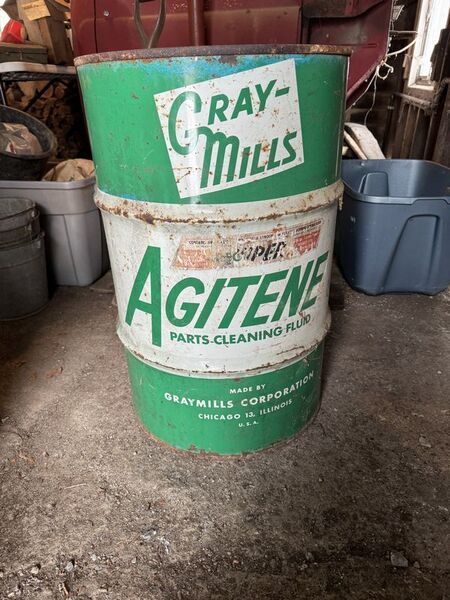 GRAY-
MILLS
SUPER
AGITENE
PARTS-CLEANING FLUID
MADE BY
GRAYMILLS CORPORATION
CHICAGO 13, ILLINOIS
U.S.A.